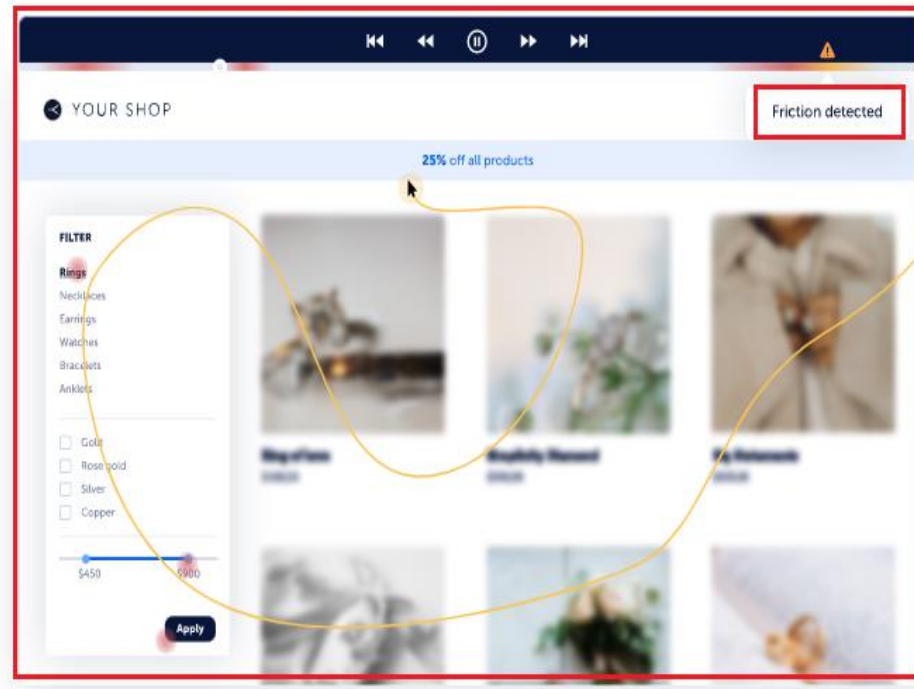 YOUR SHOP
Friction detected
25% off all products
FILTER
Rings
Necklaces
Earrings
Watches
Bracelets
Anklets
Gold
Rose gold
Silver
Copper
$450 $900
Apply